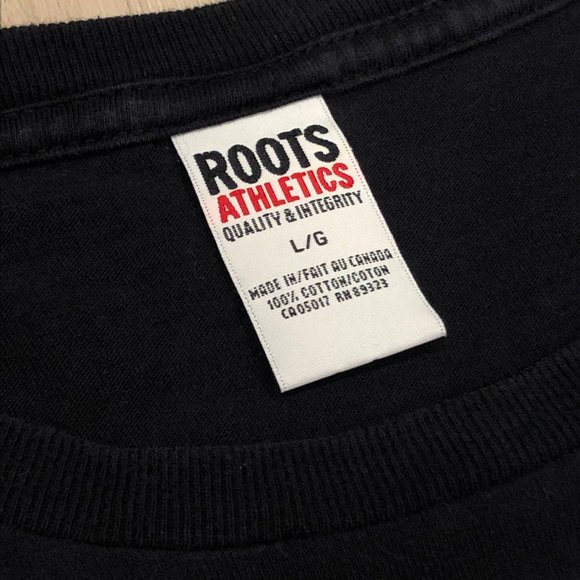 ROOTS
ATHLETICS
QUALITY & INTEGRITY
L/G
MADE IN/FAIT AU CANADA
100% COTTON/COTON
CA05017 RN 89323